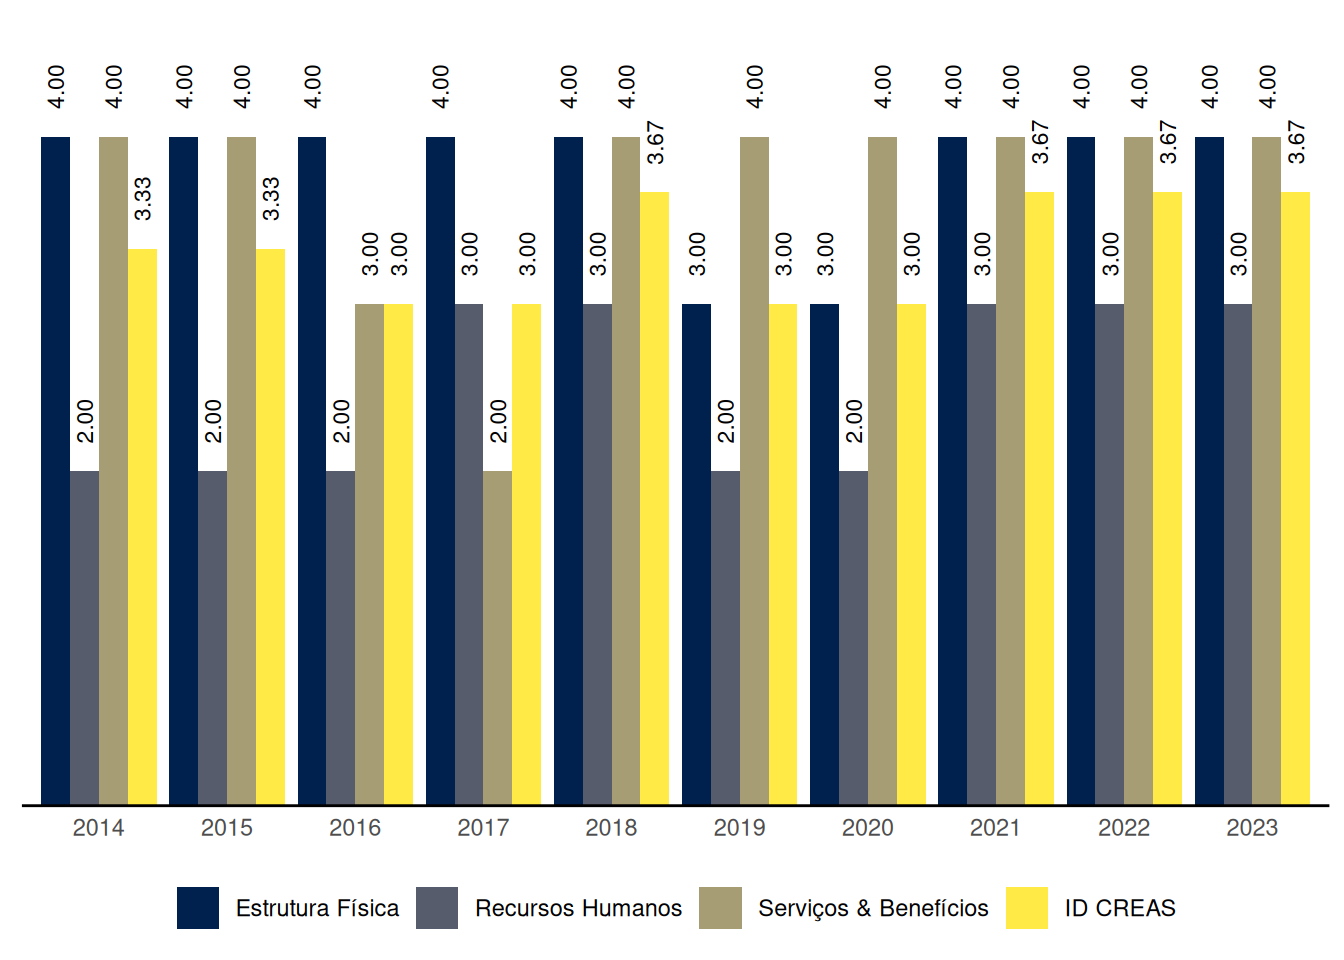 4.00 4.00 4.00 4.00 4.00 4.00 4.00 4.00 4.00 4.00 4.00 4.00 4.00 4.00 4.00
3.67 3.67 3.67 3.67
3.33 3.33
3.00 3.00 3.00 3.00 3.00 3.00 3.00 3.00 3.00 3.00 3.00 3.00
2.00 2.00 2.00 2.00 2.00 2.00
2014 2015 2016 2017 2018 2019 2020 2021 2022 2023
Estrutura Física Recursos Humanos Serviços & Benefícios ID CREAS